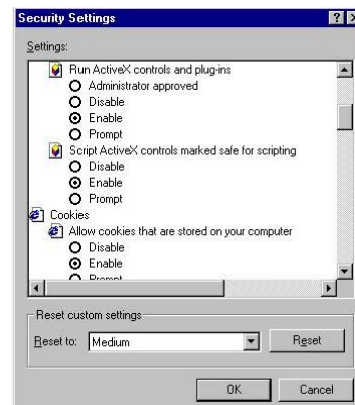 Security Settings
Settings:
Run ActiveX controls and plug-ins
Administrator approved
Disable
Enable
Prompt
Script ActiveX controls marked safe for scripting
Disable
Enable
Prompt
Cookies
Allow cookies that are stored on your computer
Disable
Enable
Prompt
Reset custom settings
Reset to: Medium Reset
OK Cancel